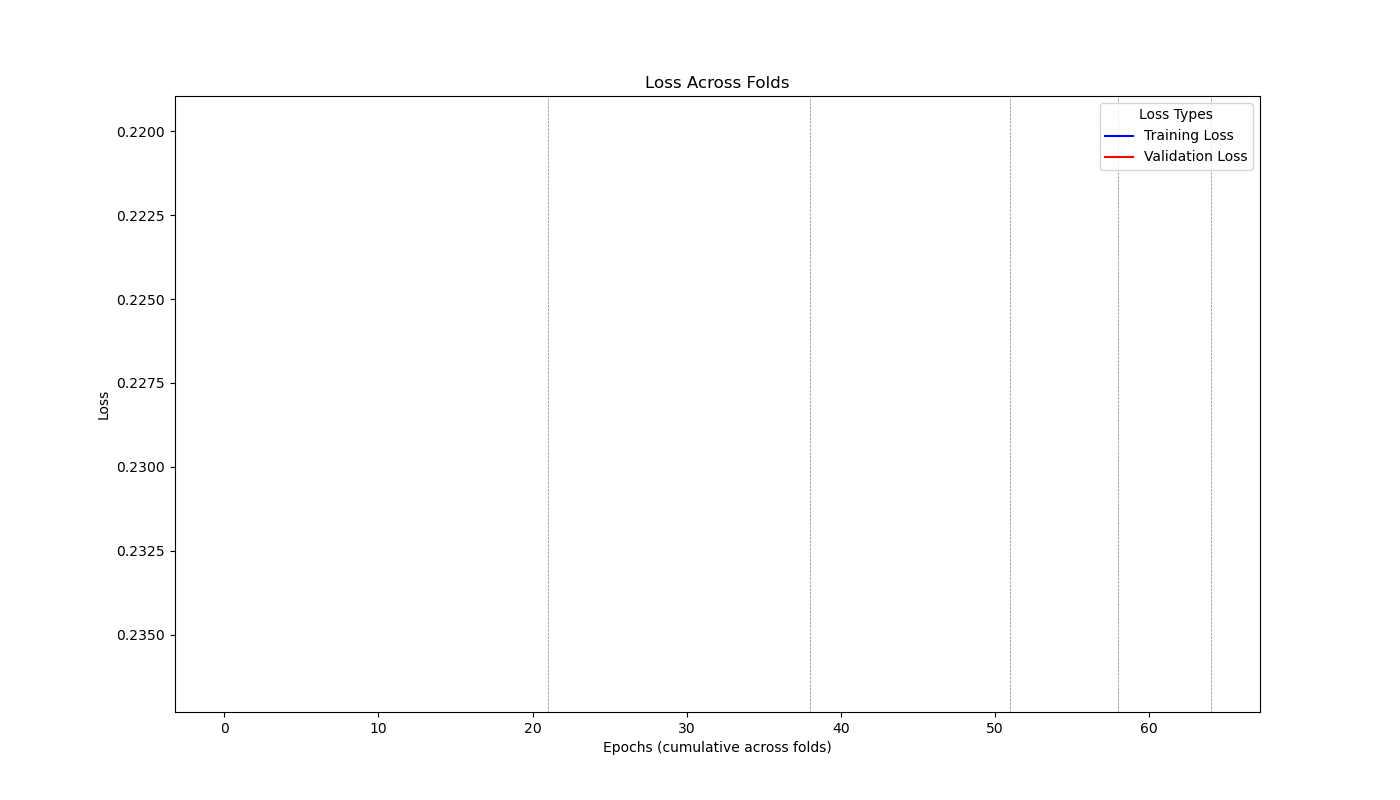 Loss Across Folds
Loss Types
Training Loss
Validation Loss
0.2200
0.2225
0.2250
0.2275
0.2300
0.2325
0.2350
Loss
0 10 20 30 40 50 60
Epochs (cumulative across folds)